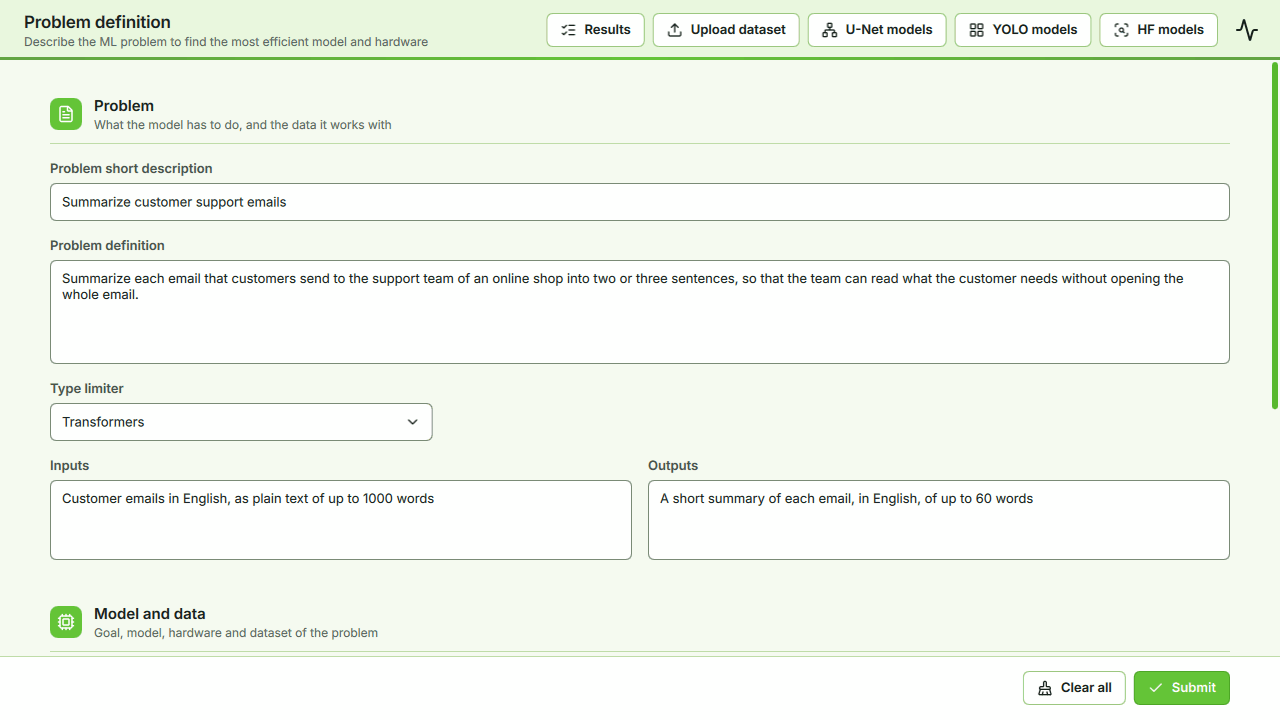 Problem definition
Describe the ML problem to find the most efficient model and hardware
Results
Upload dataset
U-Net models
YOLO models
HF models
Problem
What the model has to do, and the data it works with
Problem short description
Summarize customer support emails
Problem definition
Summarize each email that customers send to the support team of an online shop into two or three sentences, so that the team can read what the customer needs without opening the
whole email.
Type limiter
Transformers
Inputs
Outputs
Customer emails in English, as plain text of up to 1000 words
A short summary of each email, in English, of up to 60 words
Model and data
Goal, model, hardware and dataset of the problem
Clear all
Submit